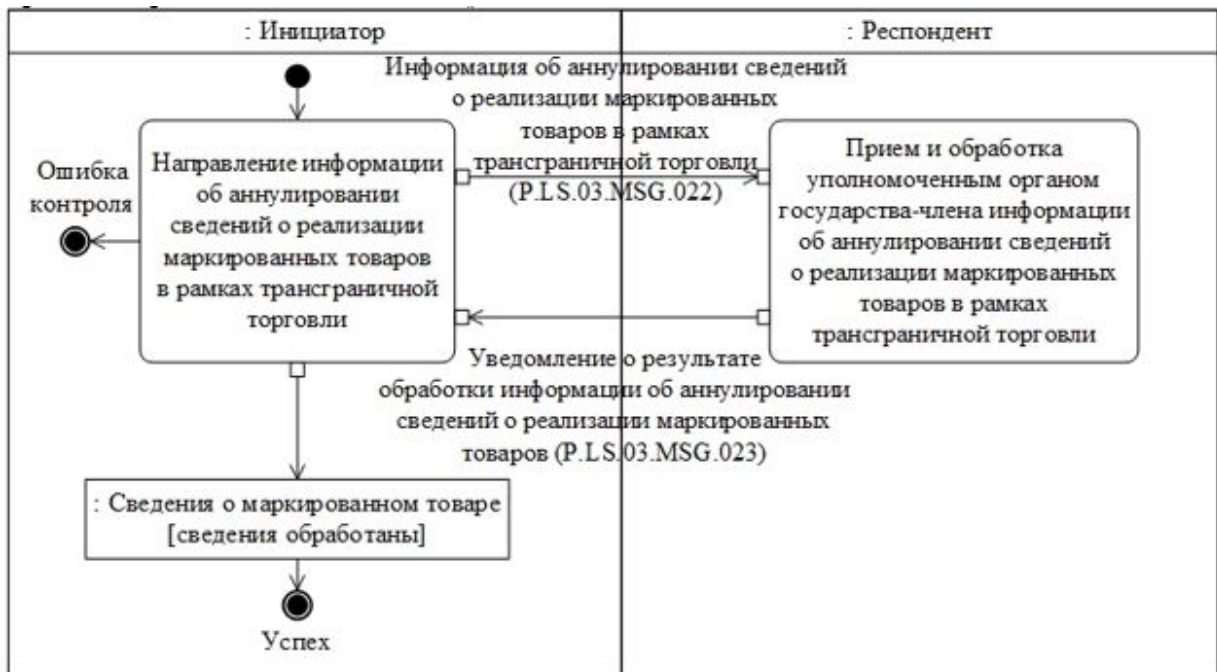 : Инициатор
: Респондент
Информация об аннулировании сведений
о реализации маркированных
товаров в рамках
трансграничной торговли
(P.LS.03.MSG.022)
Ошибка
контроля
Направление информации
об аннулировании
сведений о реализации
маркированных товаров
в рамках трансграничной
торговли
Прием и обработка
уполномоченным органом
государства-члена информации
об аннулировании сведений
о реализации маркированных
товаров в рамках
трансграничной торговли
Уведомление о результате
обработки информации об аннулировании
сведений о реализации маркированных
товаров (P.LS.03.MSG.023)
: Сведения о маркированном товаре
[сведения обработаны]
Успех